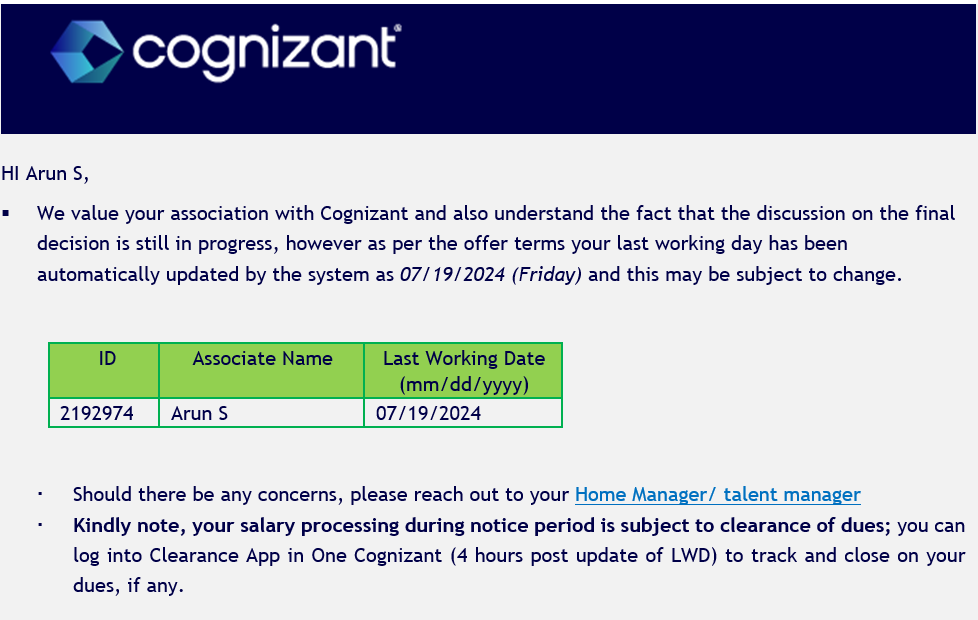 cognizant®
HI Arun S,
▪ We value your association with Cognizant and also understand the fact that the discussion on the final
decision is still in progress, however as per the offer terms your last working day has been
automatically updated by the system as 07/19/2024 (Friday) and this may be subject to change.
ID Associate Name Last Working Date
(mm/dd/yyyy)
2192974 Arun S 07/19/2024
· Should there be any concerns, please reach out to your Home Manager/ talent manager
· Kindly note, your salary processing during notice period is subject to clearance of dues; you can
log into Clearance App in One Cognizant (4 hours post update of LWD) to track and close on your
dues, if any.